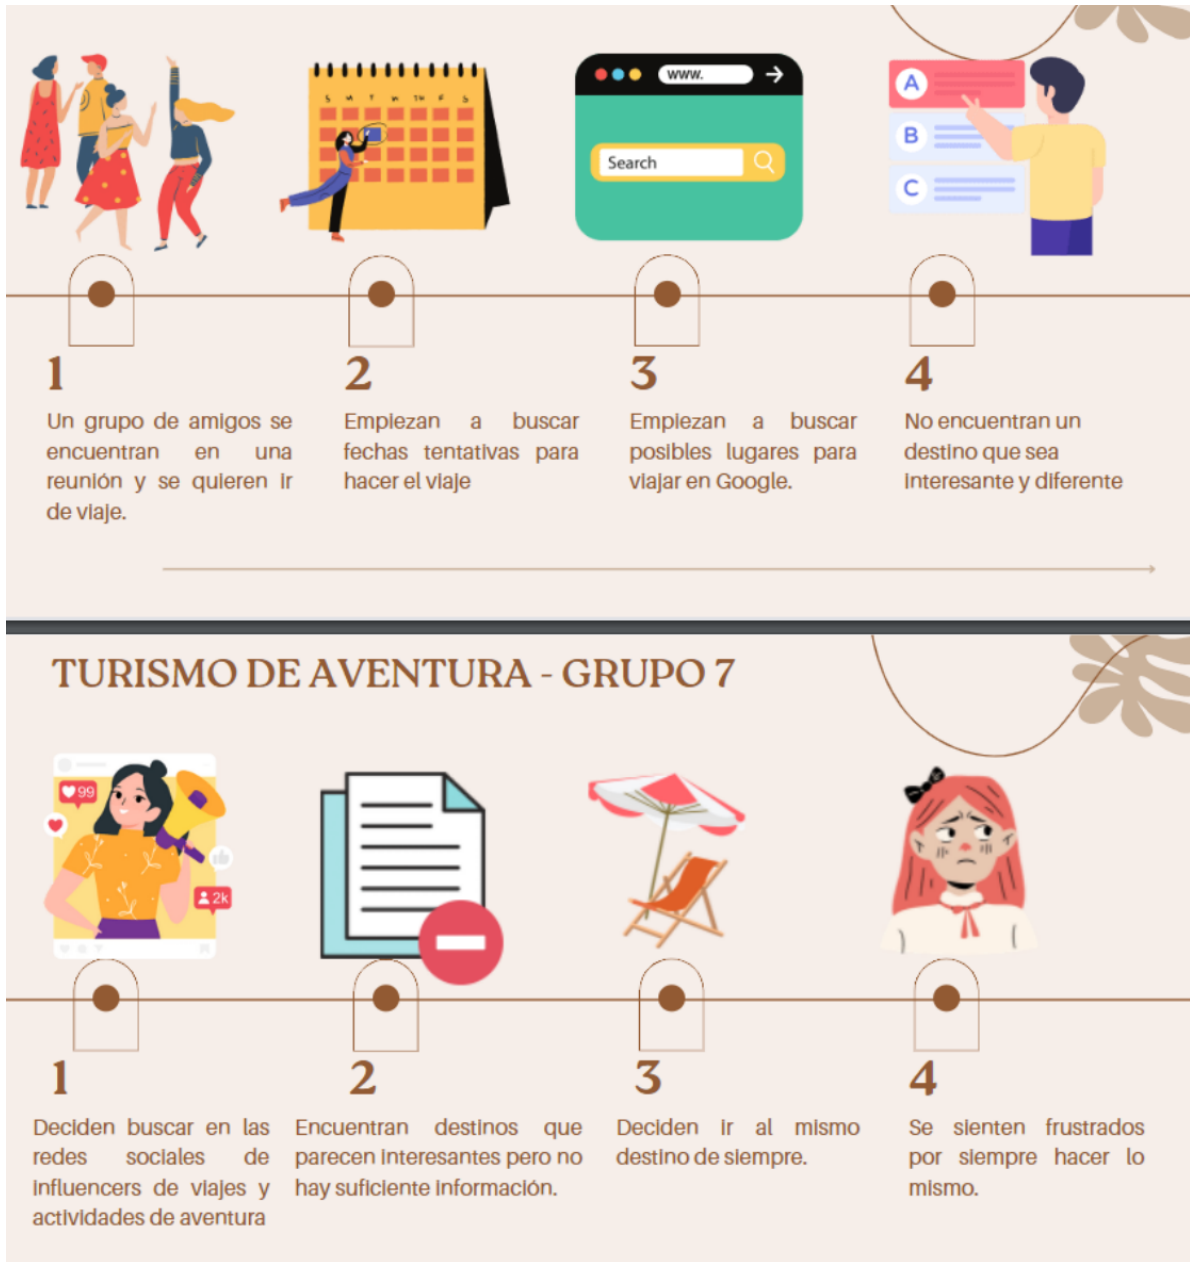 S M T W TH F S
www.
Search
A
B
C
1
Un grupo de amigos se
encuentran en una
reunión y se quieren ir
de viaje.
2
Empiezan a buscar
fechas tentativas para
hacer el viaje
3
Empiezan a buscar
posibles lugares para
viajar en Google.
4
No encuentran un
destino que sea
interesante y diferente
TURISMO DE AVENTURA - GRUPO 7
99
2k
1
Deciden buscar en las
redes sociales de
influencers de viajes y
actividades de aventura
2
Encuentran destinos que
parecen interesantes pero no
hay suficiente información.
3
Deciden ir al mismo
destino de siempre.
4
Se sienten frustrados
por siempre hacer lo
mismo.